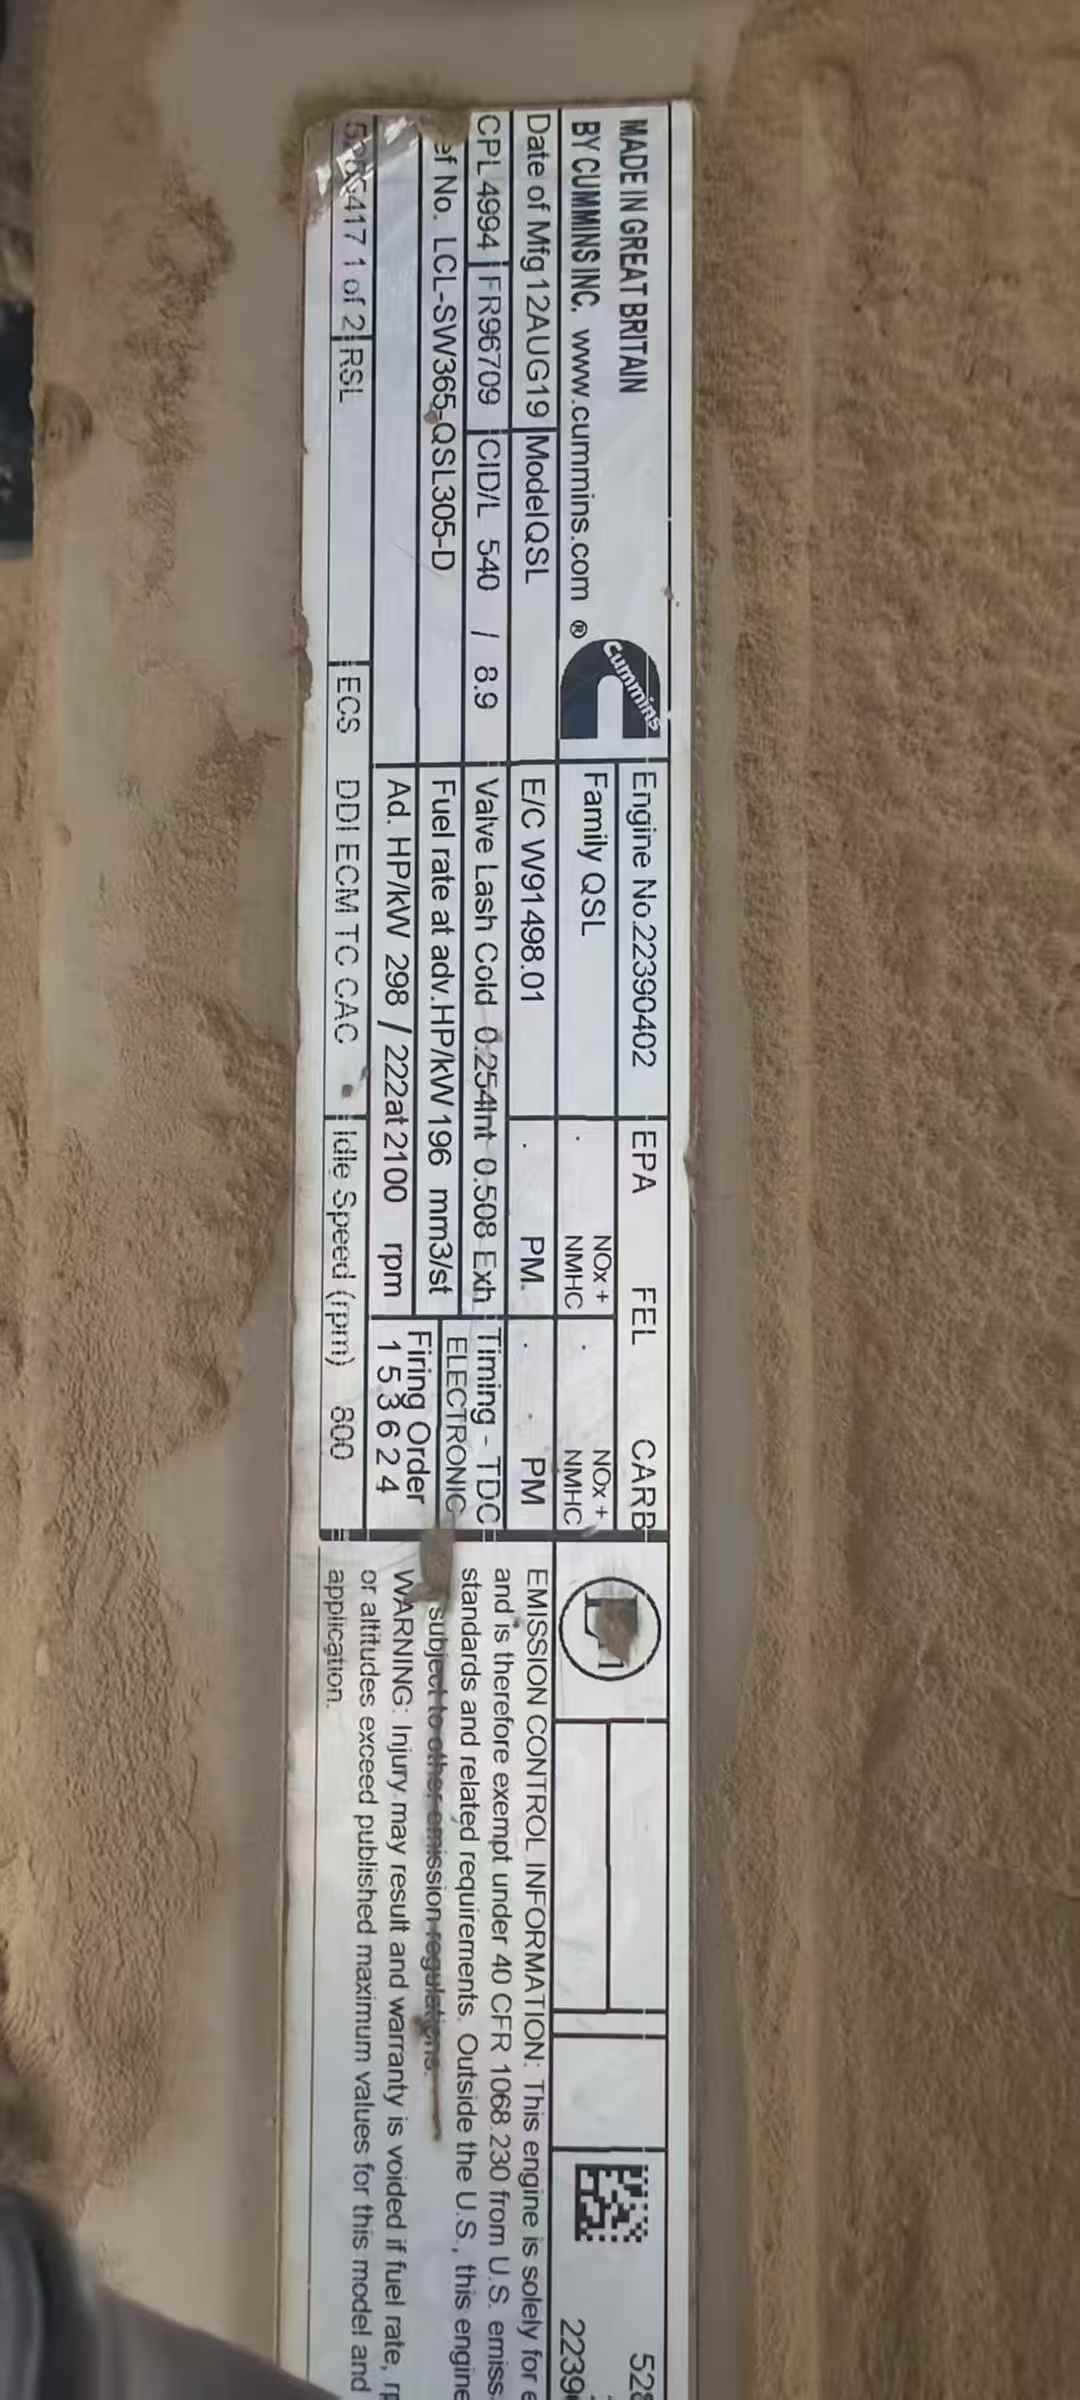 MADE IN GREAT BRITAIN
BY CUMMINS INC. www.cummins.com ®
Cummins
Date of Mfg 12AUG19 Model QSL
CPL 4994 FR96709 CID/L 540 / 8.9
No. LCL-SW365-QSL305-D
1 of 2 RSL
ECS DDI ECM TC CAC
Engine No.22390402
Family QSL
E/C W91498.01
Valve Lash Cold 0.254Int 0.508 Exh
Fuel rate at adv.HP/kW 196 mm3/st
Ad. HP/kW 298 / 222 at 2100 rpm
Idle Speed (rpm) 800
EPA FEL CARB
NOx + NMHC
NOx + NMHC
PM.
PM
Timing - TDC
ELECTRONIC
Firing Order
1 5 3 6 2 4
EMISSION CONTROL INFORMATION: This engine is solely for
and is therefore exempt under 40 CFR 1068.230 from U.S.
standards and related requirements. Outside the U.S., this engine
subject to other emission regulations.
WARNING: Injury may result and warranty is voided if fuel rate,
or altitudes exceed published maximum values for this model and
application.